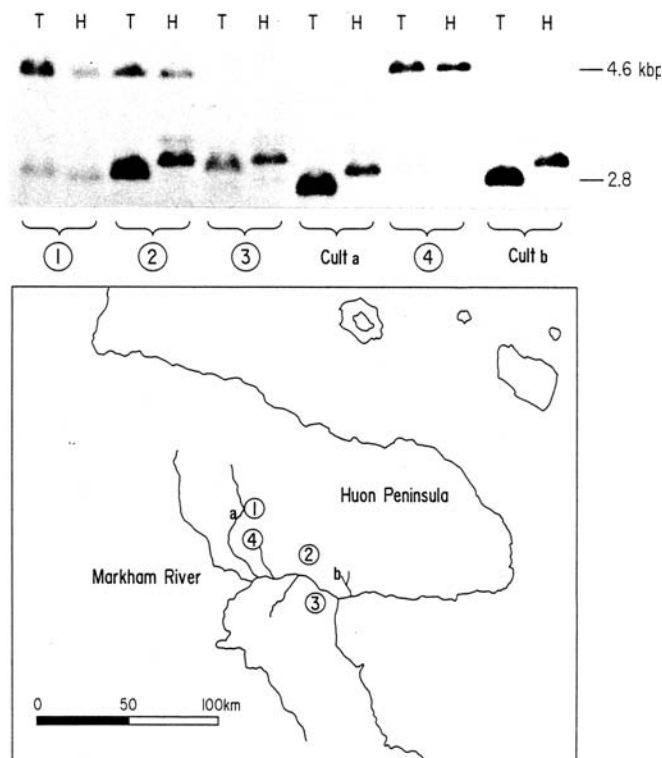 T H T H T H T H T H T H
4.6 kbp
2.8
1 2 3 Cult a 4 Cult b
Huon Peninsula
a 1
4
2
Markham River
b
3
0 50 100km